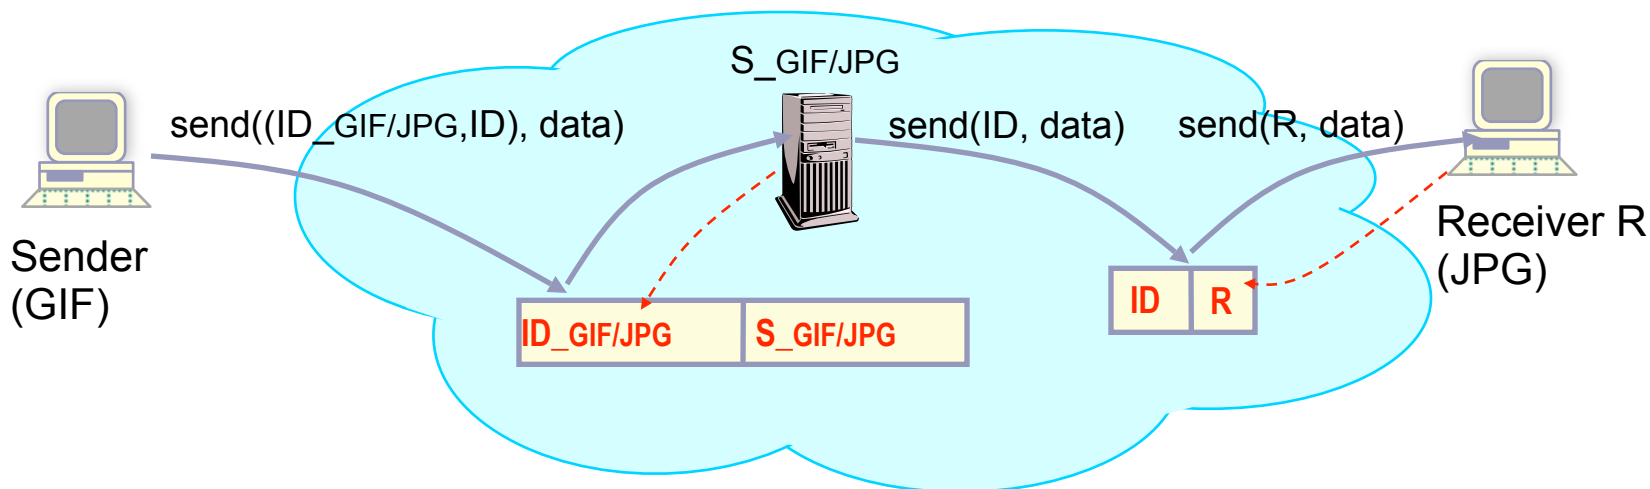 S_GIF/JPG
send((ID_GIF/JPG,ID), data)
send(ID, data)
send(R, data)
Sender
(GIF)
Receiver R
(JPG)
ID_GIF/JPG
S_GIF/JPG
ID
R